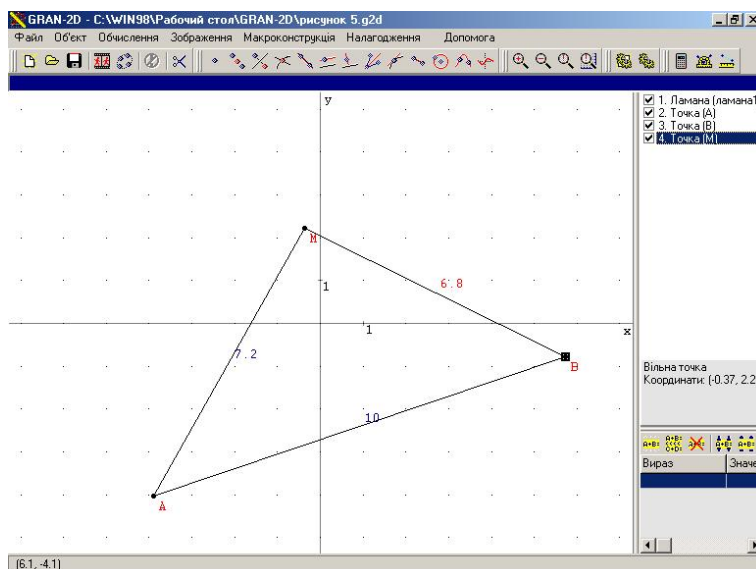 GRAN-2D - C:\WIN98\Рабочий стол\GRAN-2D\рисунок 5.g2d
Файл Об'єкт Обчислення Зображення Макроконструкція Налагодження Допомога
y
1. Ламана (ламана1
2. Точка (A)
3. Точка (B)
4. Точка (M)
M
6.8
1
1
x
7.2
B
Вільна точка
Координати: (-0.37, 2.2
10
Вираз Значе
A
(6.1, -4.1)